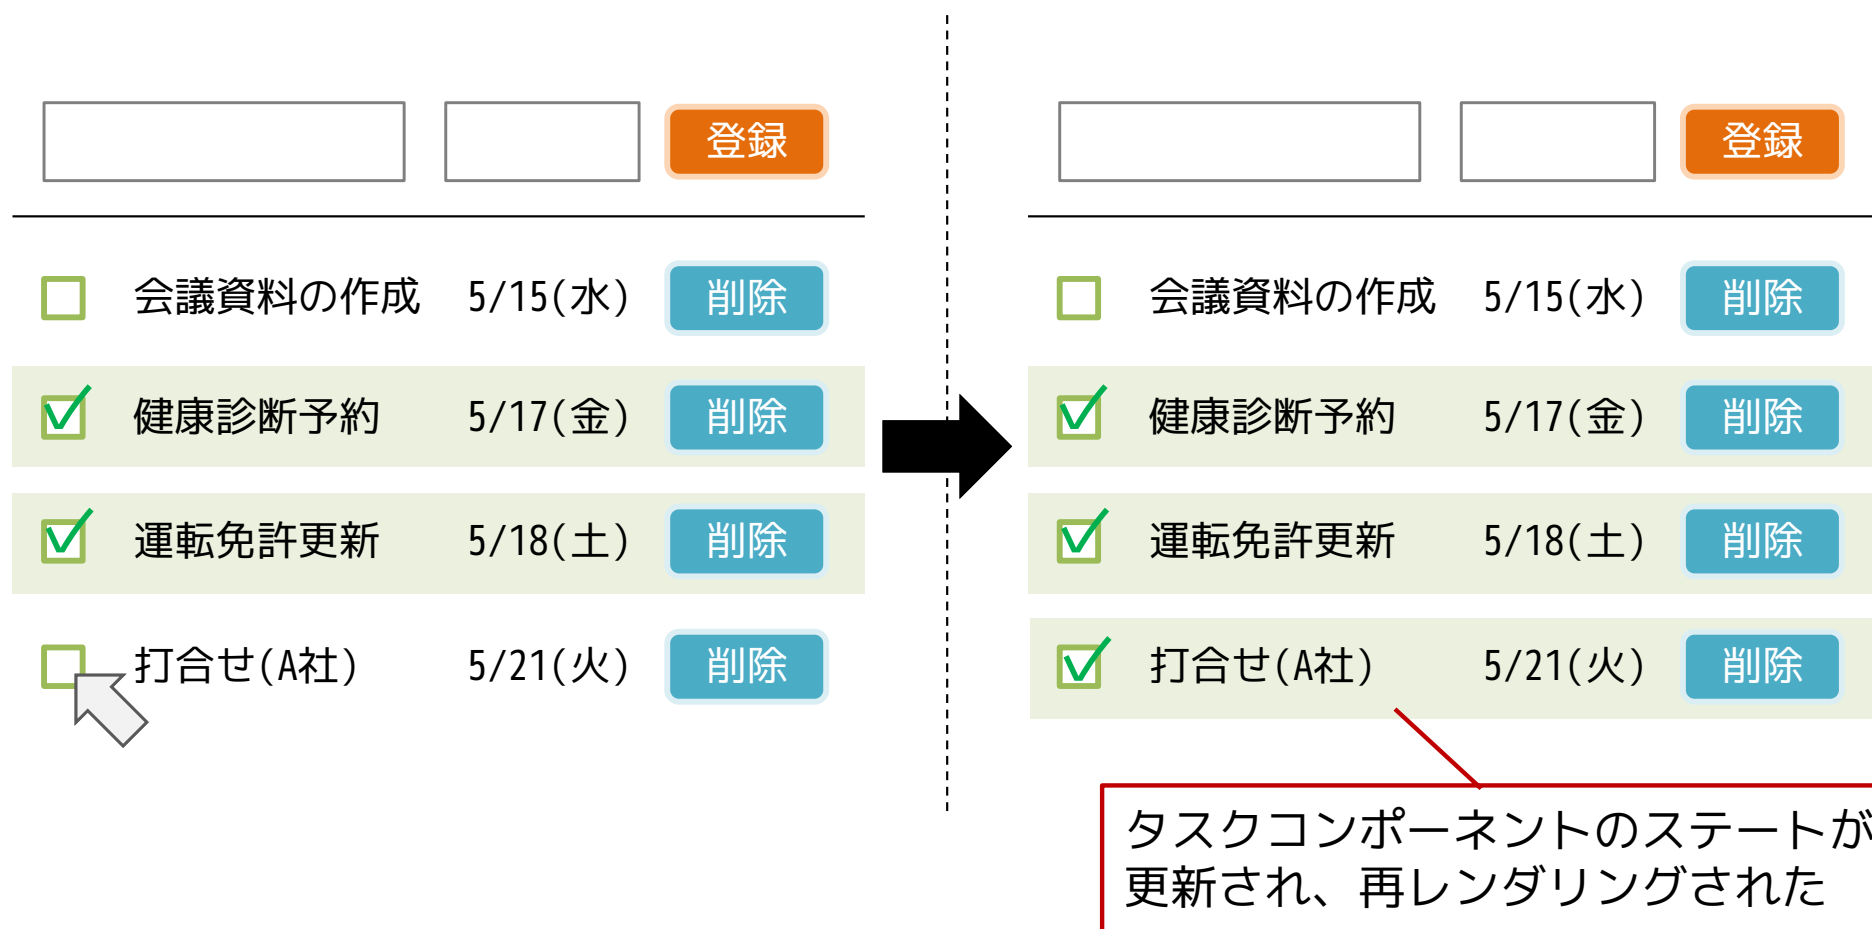 登録
会議資料の作成 5/15(水) 削除
健康診断予約 5/17(金) 削除
運転免許更新 5/18(土) 削除
打合せ(A社) 5/21(火) 削除
登録
会議資料の作成 5/15(水) 削除
健康診断予約 5/17(金) 削除
運転免許更新 5/18(土) 削除
打合せ(A社) 5/21(火) 削除
タスクコンポーネントのステートが
更新され、再レンダリングされた